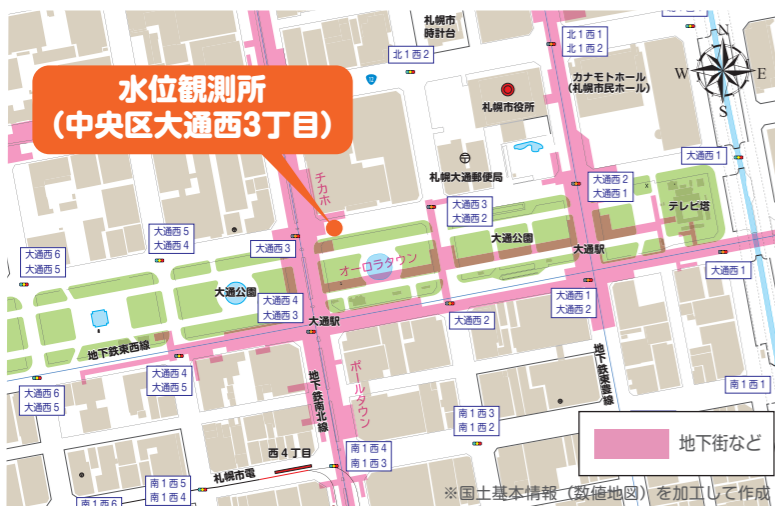 札幌市
時計台
北1西1
北1西2
北1西2
N
W
E
S
カナモトホール
(札幌市民ホール)
水位観測所
(中央区大通西3丁目)
札幌市役所
札幌大通郵便局
大通西1
大通西2
大通西1
チカホ
大通西3
大通西2
テレビ塔
大通西5
大通西4
大通西3
大通公園
大通駅
大通西6
大通西5
オーロラタウン
大通西1
大通公園
大通西4
大通西3
大通西1
大通西2
大通駅
大通西2
地下鉄東西線
大通西4
大通西5
大通西6
大通西5
地下鉄南北線
ポールタウン
地下鉄東豊線
南1西1
南1西3
南1西2
西4丁目
南1西4
南1西3
地下街など
札幌市電
南1西5
南1西4
南1西6
※国土基本情報(数値地図)を加工して作成